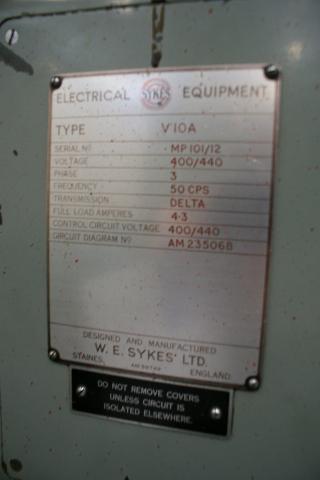 ELECTRICAL SYKES EQUIPMENT
TYPE V10A
SERIAL Nº MP 101/12
VOLTAGE 400/440
PHASE 3
FREQUENCY 50 CPS
TRANSMISSION DELTA
FULL LOAD AMPERES 4·3
CONTROL CIRCUIT VOLTAGE 400/440
CIRCUIT DIAGRAM Nº AM 235068
DESIGNED AND MANUFACTURED
W. E. SYKES LTD.
STAINES, ENGLAND.
DO NOT REMOVE COVERS
UNLESS CIRCUIT IS
ISOLATED ELSEWHERE.